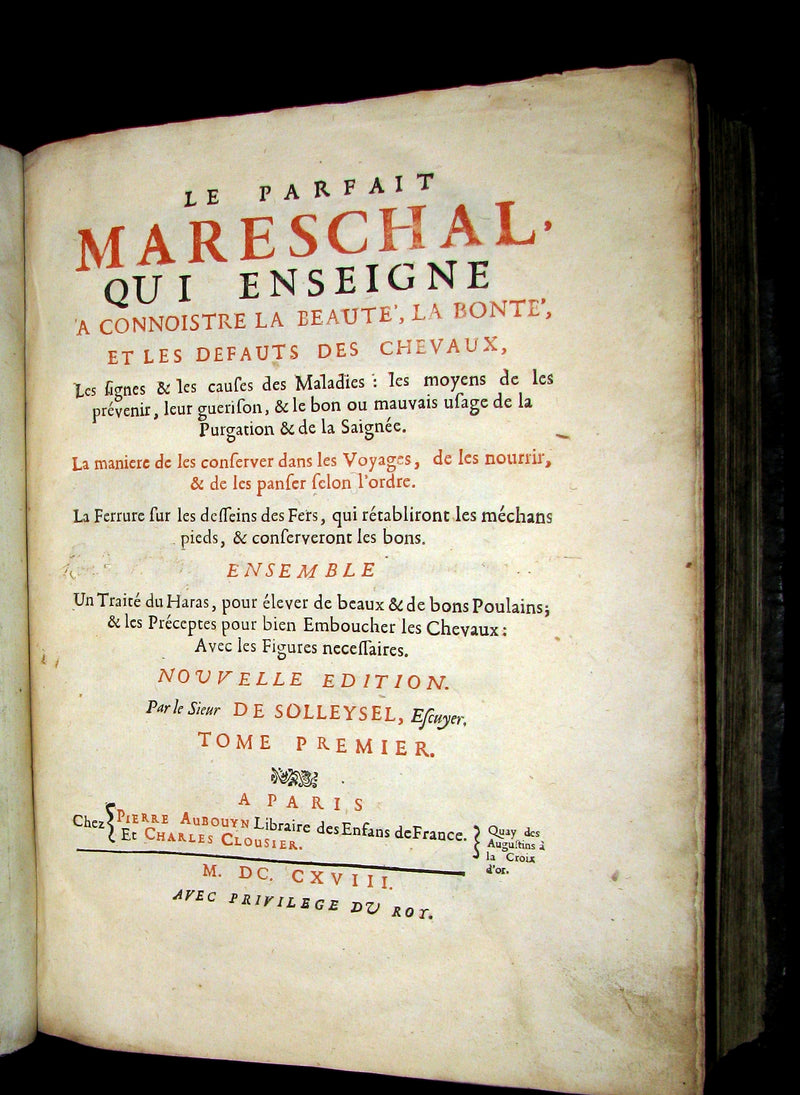 LE PARFAIT
MARESCHAL,
QUI ENSEIGNE
'A CONNOISTRE LA BEAUTE', LA BONTE',
ET LES DEFAUTS DES CHEVAUX,
Les ſignes & les cauſes des Maladies : les moyens de les
prévenir, leur gueriſon, & le bon ou mauvais uſage de la
Purgation & de la Saignée.
La maniere de les conſerver dans les Voyages, de les nourrir,
& de les panſer ſelon l'ordre.
La Ferrure ſur les deſſeins des Fers, qui rétabliront les méchans
pieds, & conſerveront les bons.
ENSEMBLE
Un Traité du Haras, pour élever de beaux & de bons Poulains;
& les Préceptes pour bien Emboucher les Chevaux :
Avec les Figures neceſſaires.
NOUVELLE EDITION.
Par le Sieur DE SOLLEYSEL, Eſcuyer.
TOME PREMIER.
A PARIS
Chez { PIERRE AUBOUYN Libraire des Enfans de France.
Et CHARLES CLOUSIER.
} Quay des
Auguſtins à
la Croix
d'or.
M. DC. CXVIII.
AVEC PRIVILEGE DU ROY.